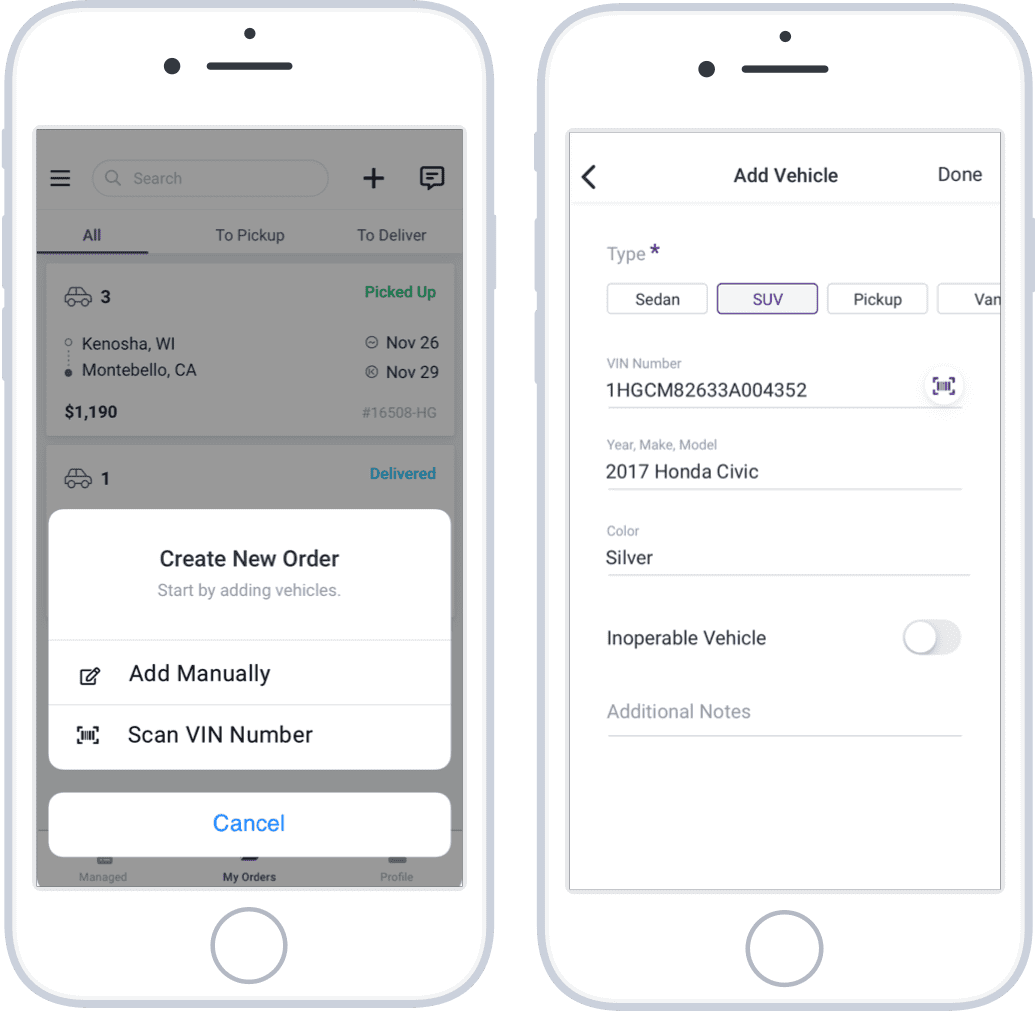 Search
All To Pickup To Deliver
3 Picked Up
Kenosha, WI Nov 26
Montebello, CA Nov 29
$1,190 #16508-HG
1 Delivered
Create New Order
Start by adding vehicles.
Add Manually
Scan VIN Number
Cancel
Managed My Orders Profile
Add Vehicle Done
Type *
Sedan SUV Pickup Van
VIN Number
1HGCM82633A004352
Year, Make, Model
2017 Honda Civic
Color
Silver
Inoperable Vehicle
Additional Notes